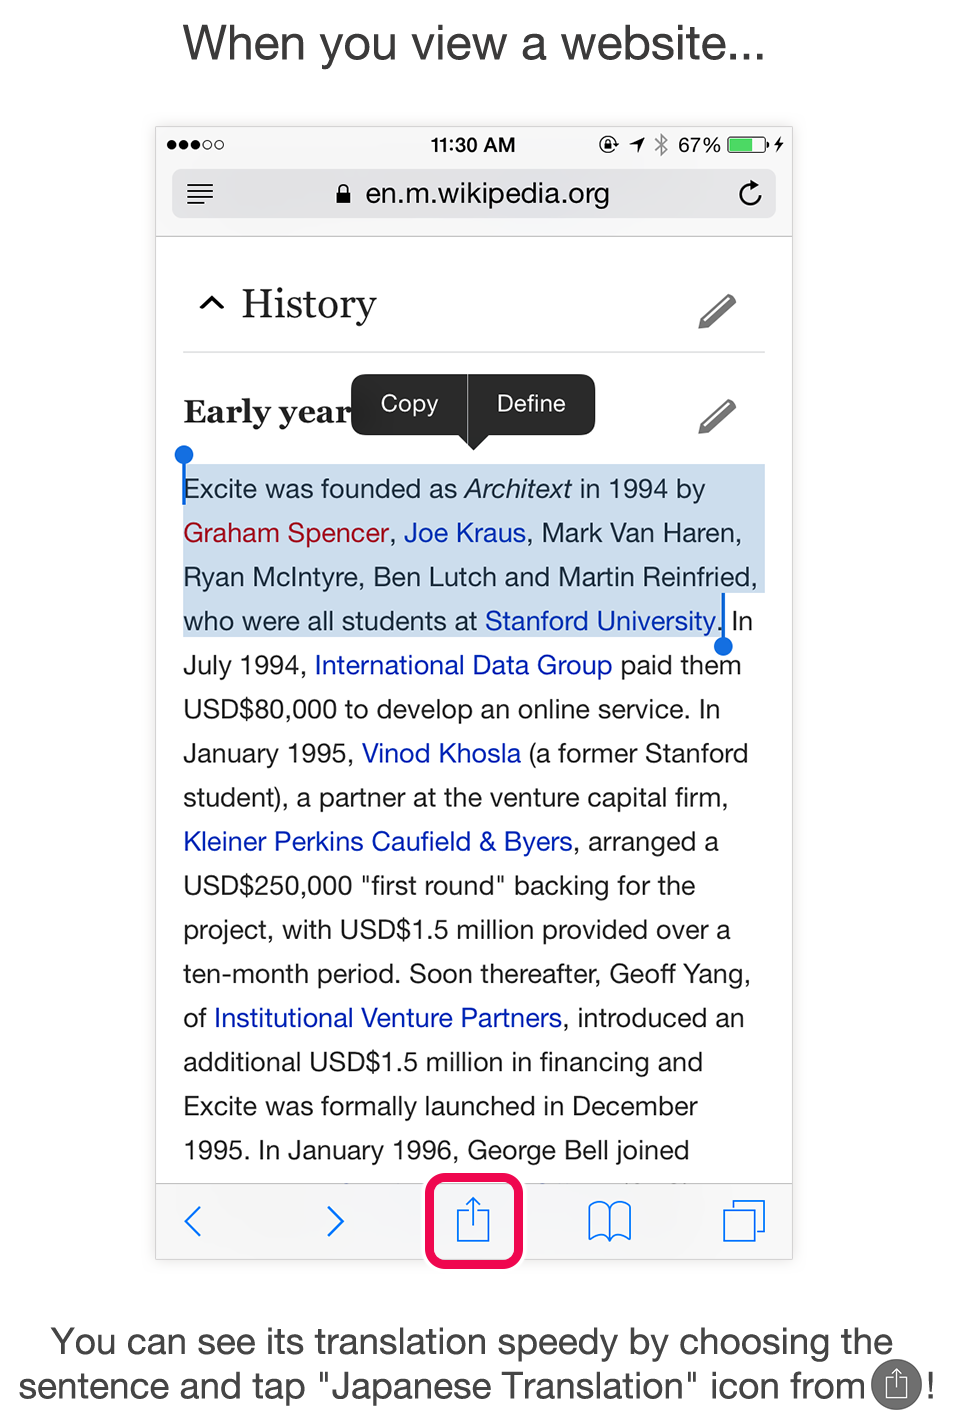 When you view a website...
11:30 AM
67%
en.m.wikipedia.org
History
Copy
Define
Early year
Excite was founded as Architext in 1994 by
Graham Spencer, Joe Kraus, Mark Van Haren,
Ryan McIntyre, Ben Lutch and Martin Reinfried,
who were all students at Stanford University. In
July 1994, International Data Group paid them
USD$80,000 to develop an online service. In
January 1995, Vinod Khosla (a former Stanford
student), a partner at the venture capital firm,
Kleiner Perkins Caufield & Byers, arranged a
USD$250,000 "first round" backing for the
project, with USD$1.5 million provided over a
ten-month period. Soon thereafter, Geoff Yang,
of Institutional Venture Partners, introduced an
additional USD$1.5 million in financing and
Excite was formally launched in December
1995. In January 1996, George Bell joined
You can see its translation speedy by choosing the
sentence and tap "Japanese Translation" icon from !